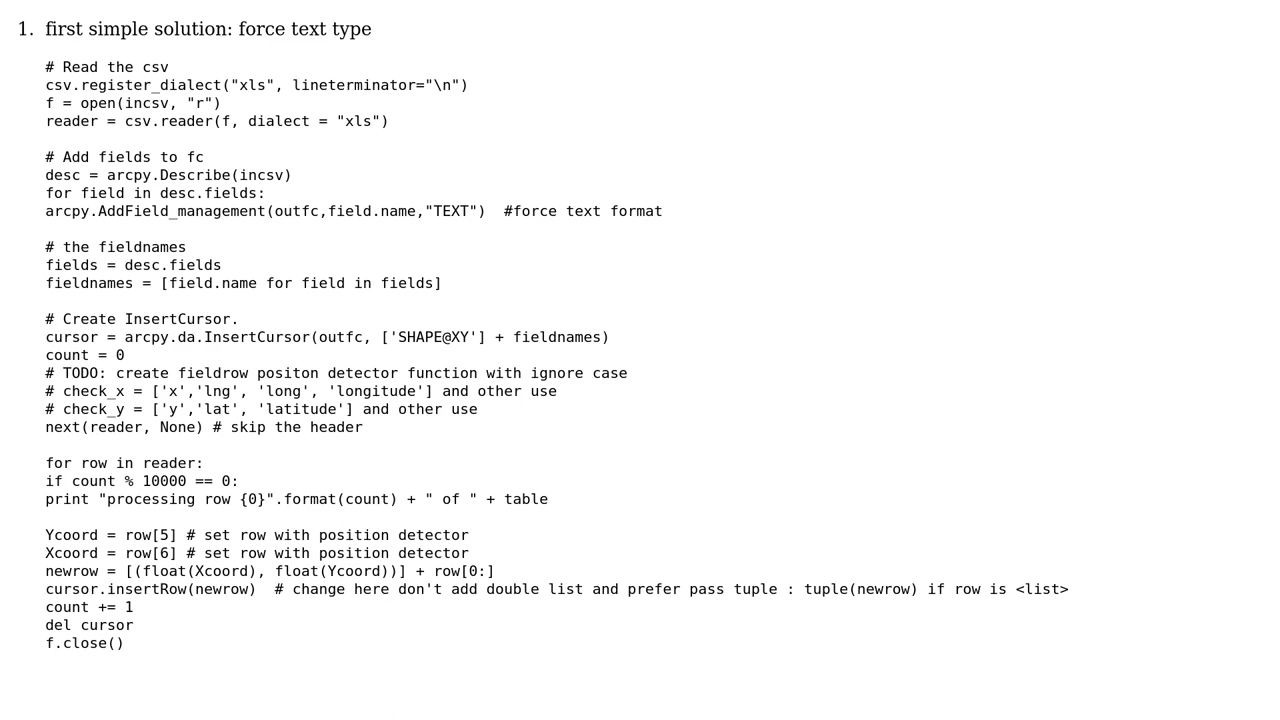 1. first simple solution: force text type
# Read the csv
csv.register_dialect("xls", lineterminator="\n")
f = open(incsv, "r")
reader = csv.reader(f, dialect = "xls")
# Add fields to fc
desc = arcpy.Describe(incsv)
for field in desc.fields:
arcpy.AddField_management(outfc,field.name,"TEXT")  #force text format
# the fieldnames
fields = desc.fields
fieldnames = [field.name for field in fields]
# Create InsertCursor.
cursor = arcpy.da.InsertCursor(outfc, ['SHAPE@XY'] + fieldnames)
count = 0
# TODO: create fieldrow positon detector function with ignore case
# check_x = ['x','lng', 'long', 'longitude'] and other use
# check_y = ['y','lat', 'latitude'] and other use
next(reader, None) # skip the header
for row in reader:
if count % 10000 == 0:
print "processing row {0}".format(count) + " of " + table
Ycoord = row[5] # set row with position detector
Xcoord = row[6] # set row with position detector
newrow = [(float(Xcoord), float(Ycoord))] + row[0:]
cursor.insertRow(newrow)  # change here don't add double list and prefer pass tuple : tuple(newrow) if row is <list>
count += 1
del cursor
f.close()